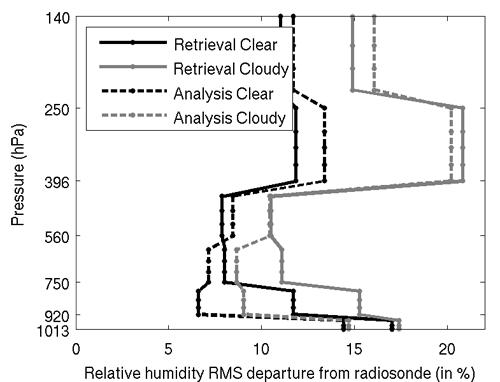 140
250
396
560
750
920
1013
Pressure (hPa)
Retrieval Clear
Retrieval Cloudy
Analysis Clear
Analysis Cloudy
0 5 10 15 20
Relative humidity RMS departure from radiosonde (in %)